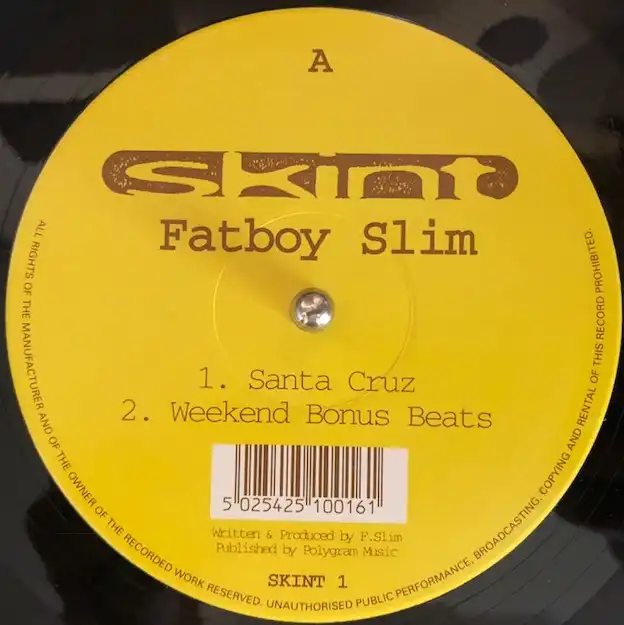 A
skint
Fatboy Slim
1. Santa Cruz
2. Weekend Bonus Beats
5 025425 100161
Written & Produced by F.Slim
Published by Polygram Music
SKINT 1
ALL RIGHTS OF THE MANUFACTURER AND OF THE OWNER OF THE RECORDED WORK RESERVED. UNAUTHORISED PUBLIC PERFORMANCE, BROADCASTING, COPYING AND RENTAL OF THIS RECORD PROHIBITED.